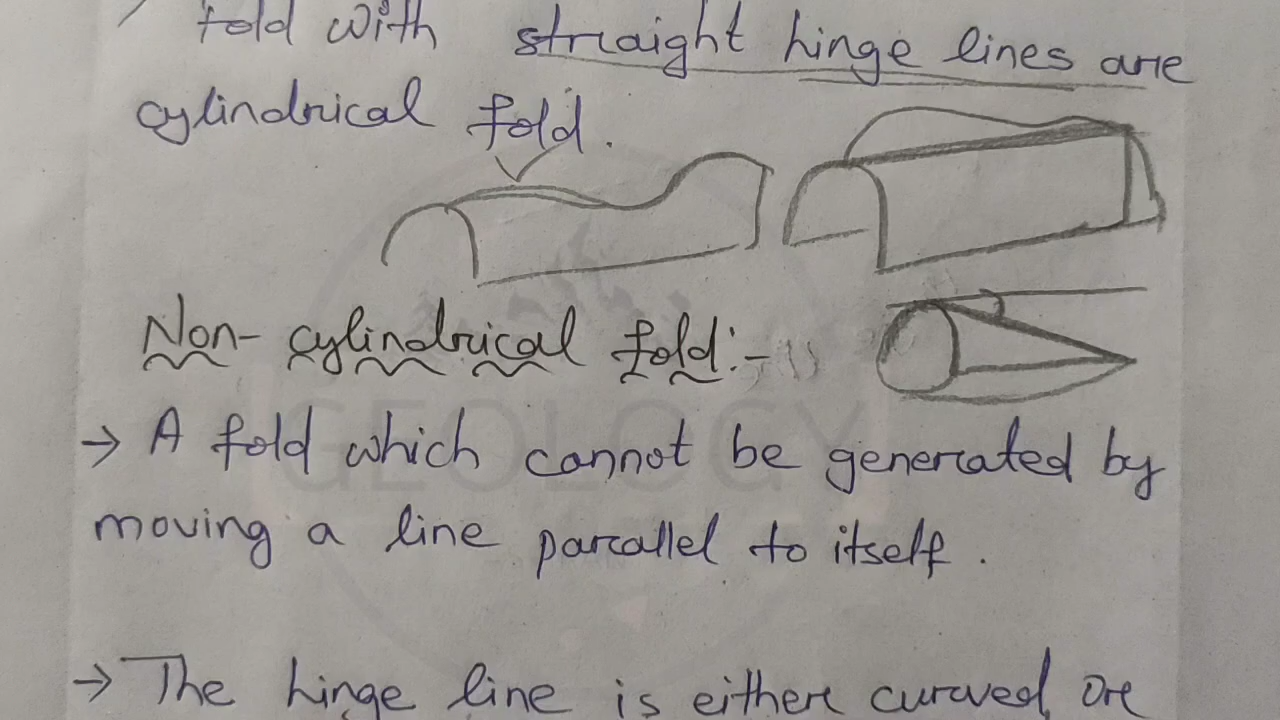 fold with straight hinge lines are
cylindrical fold.
Non-cylindrical fold:-
→ A fold which cannot be generated by
moving a line parallel to itself.
→ The hinge line is either curved or
GEOLOGY